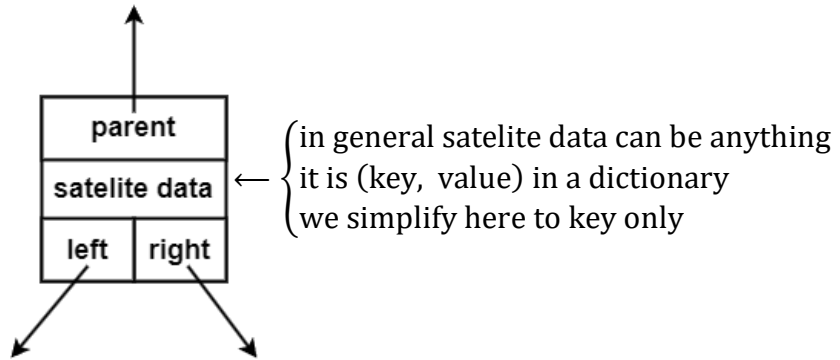 parent
satelite data
left right
in general satelite data can be anything
it is (key, value) in a dictionary
we simplify here to key only